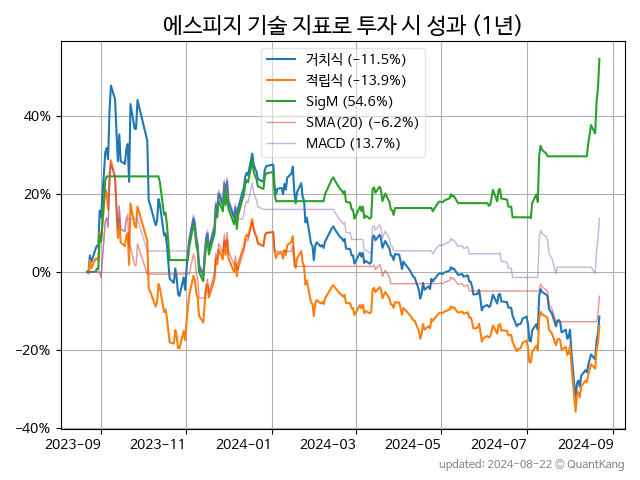 에스피지 기술 지표로 투자 시 성과 (1년)
거치식 (−11.5%)
적립식 (−13.9%)
SigM (54.6%)
SMA(20) (−6.2%)
MACD (13.7%)
40%
20%
0%
−20%
−40%
2023-09 2023-11 2024-01 2024-03 2024-05 2024-07 2024-09
updated: 2024-08-22 ⓒ QuantKang